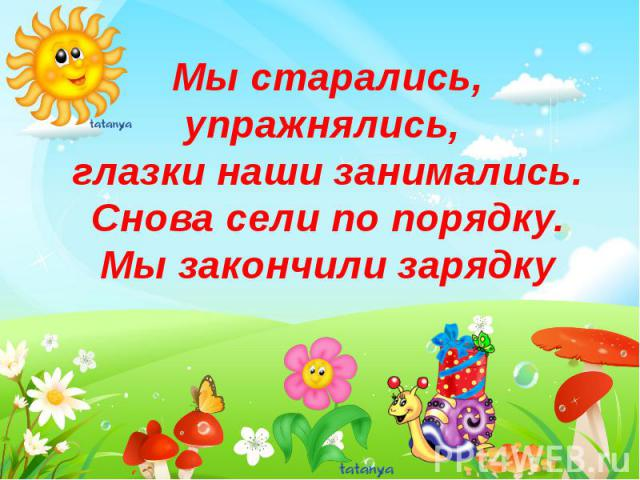 Мы старались,
упражнялись,
глазки наши занимались.
Снова сели по порядку.
Мы закончили зарядку
tatanya
tatanya
PPt4WEB.ru